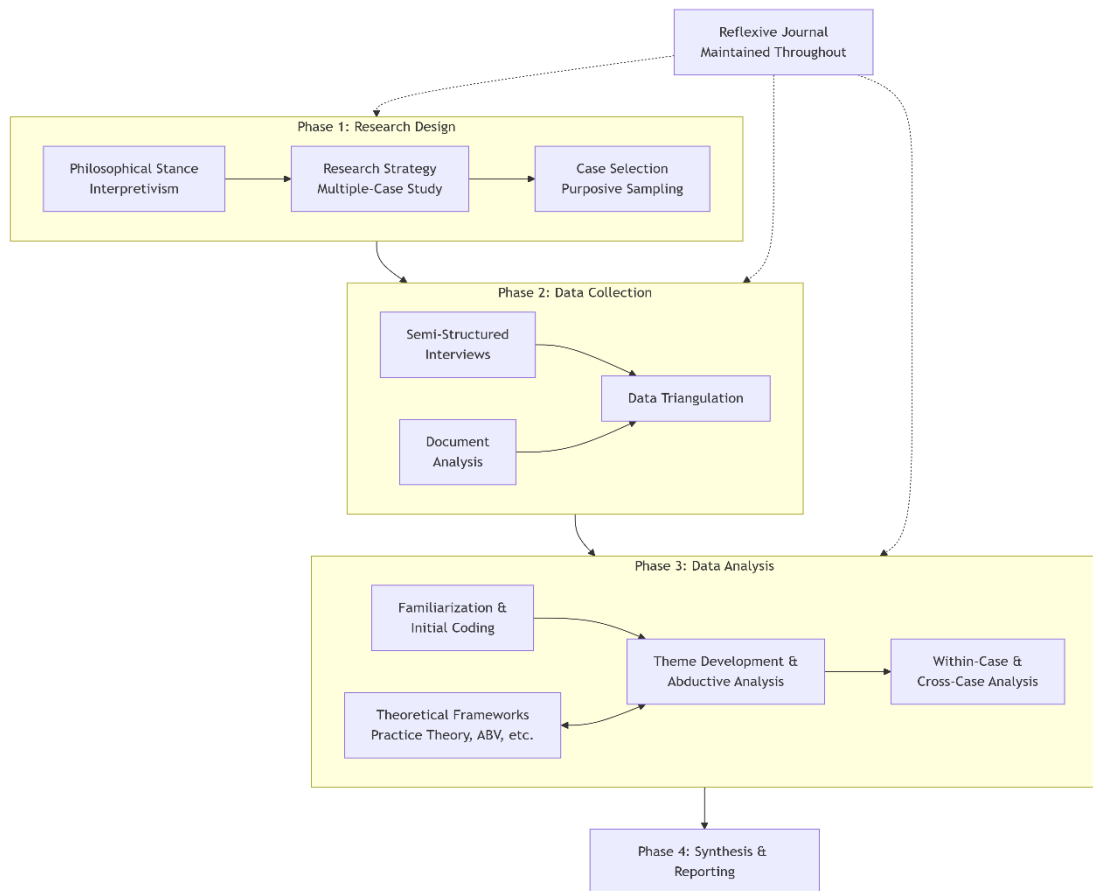 Reflexive Journal
Maintained Throughout
Phase 1: Research Design
Philosophical Stance
Interpretivism
Research Strategy
Multiple-Case Study
Case Selection
Purposive Sampling
Phase 2: Data Collection
Semi-Structured
Interviews
Data Triangulation
Document
Analysis
Phase 3: Data Analysis
Familiarization &
Initial Coding
Theme Development &
Abductive Analysis
Within-Case &
Cross-Case Analysis
Theoretical Frameworks
Practice Theory, ABV, etc.
Phase 4: Synthesis &
Reporting